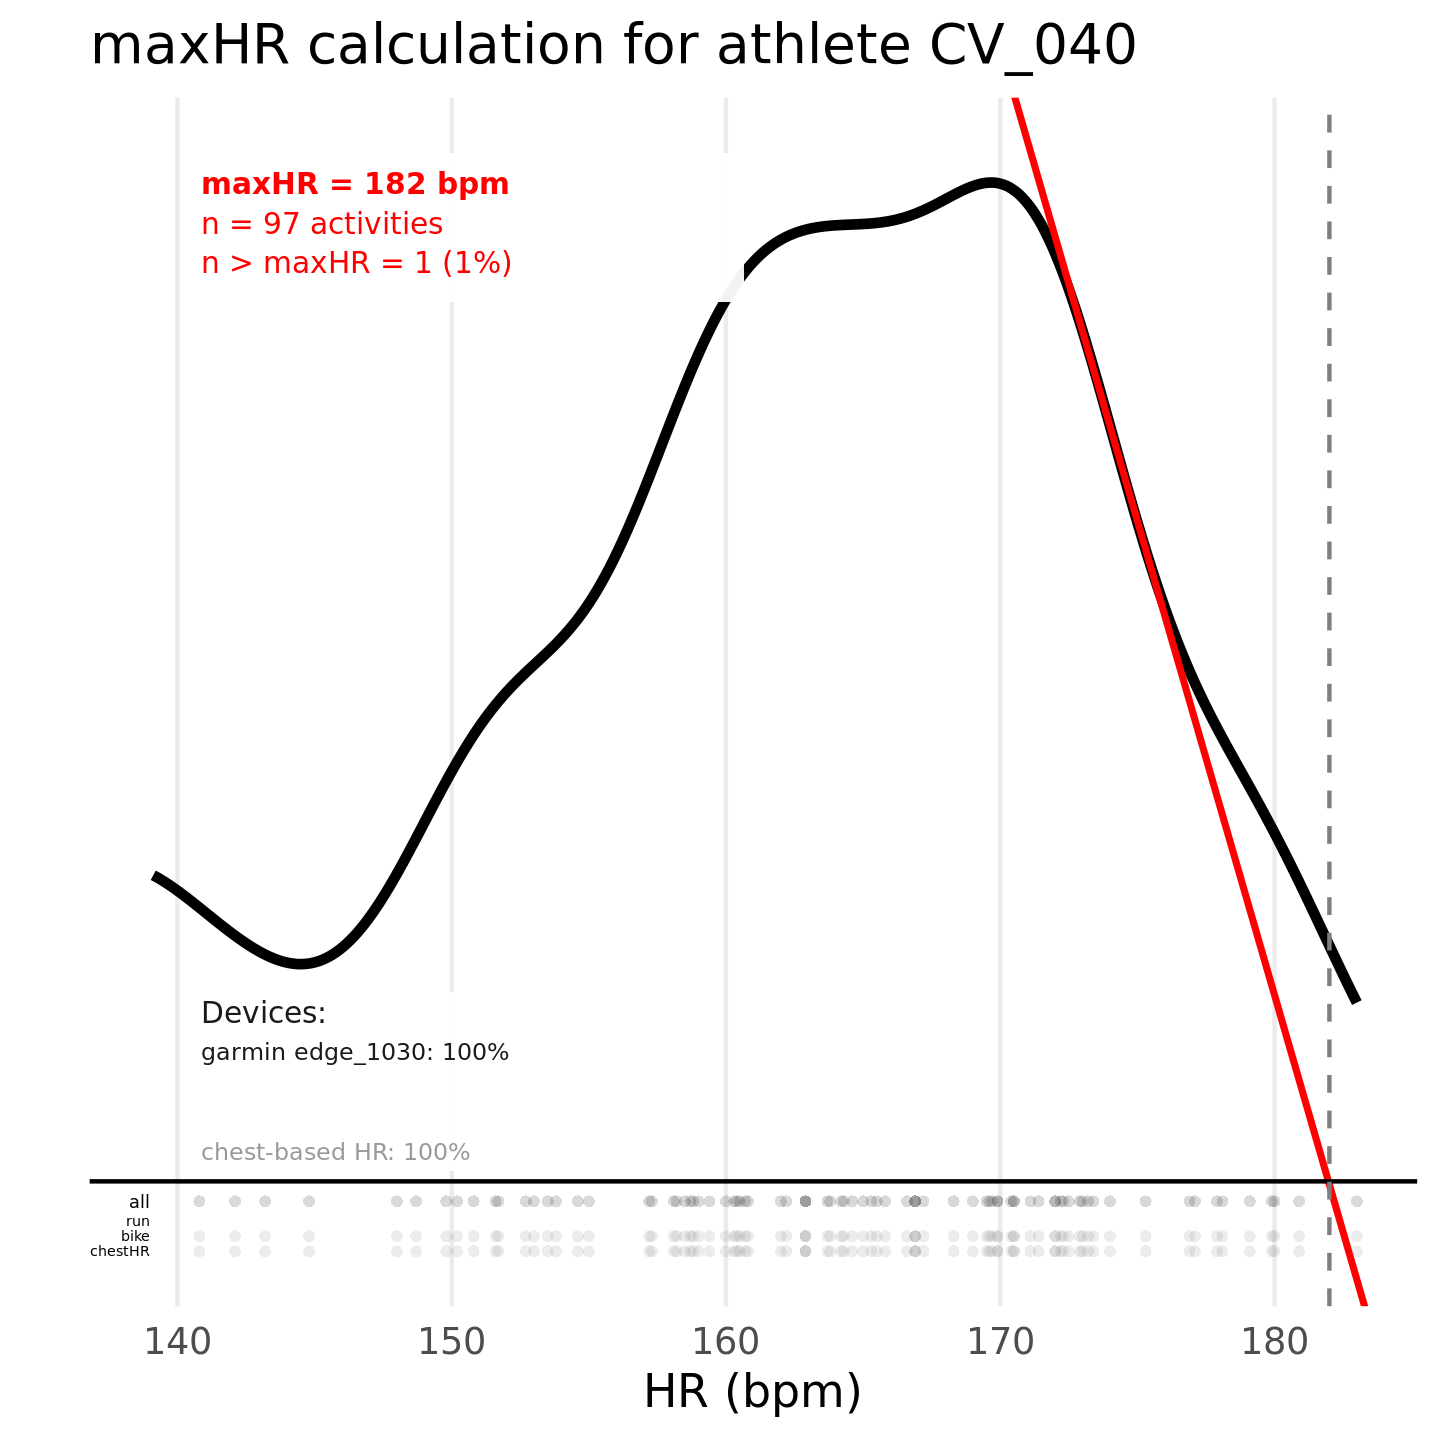 maxHR calculation for athlete CV_040
maxHR = 182 bpm
n = 97 activities
n > maxHR = 1 (1%)
Devices:
garmin edge_1030: 100%
chest-based HR: 100%
all
run
bike
chestHR
140 150 160 170 180
HR (bpm)